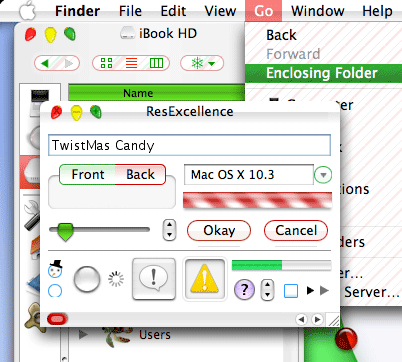 Finder File Edit View Go Window Help
iBook HD
Back
Forward
Enclosing Folder
Name
ResExcellence
TwistMas Candy
Front Back
Mac OS X 10.3
Okay Cancel
Server...
Users